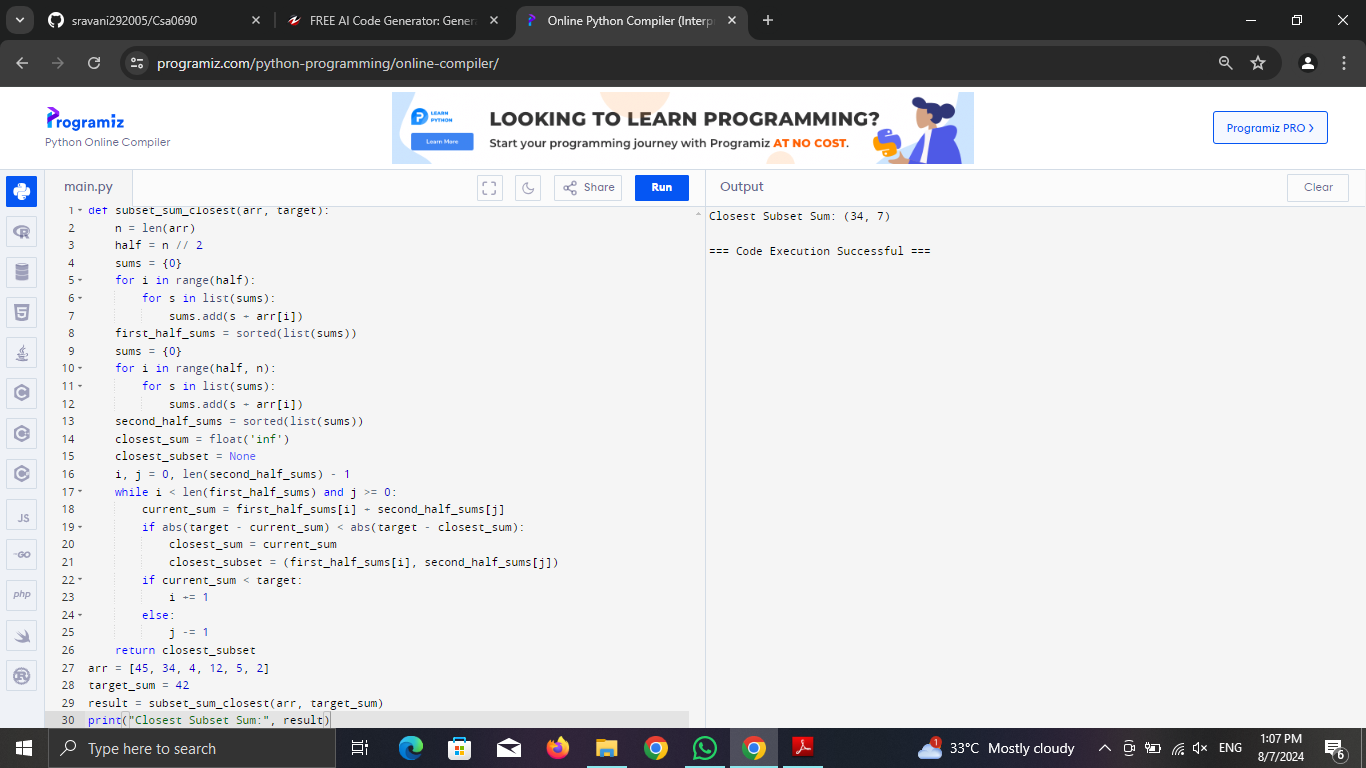 sravani292005/Csa0690
FREE AI Code Generator: Gener
Online Python Compiler (Interp
programiz.com/python-programming/online-compiler/
Programiz
Python Online Compiler
LEARN
PYTHON
Learn More
LOOKING TO LEARN PROGRAMMING?
Start your programming journey with Programiz AT NO COST.
Programiz PRO >
main.py
Share
Run
Output
Clear
1 def subset_sum_closest(arr, target):
2 n = len(arr)
3 half = n // 2
4 sums = {0}
5 for i in range(half):
6 for s in list(sums):
7 sums.add(s + arr[i])
8 first_half_sums = sorted(list(sums))
9 sums = {0}
10 for i in range(half, n):
11 for s in list(sums):
12 sums.add(s + arr[i])
13 second_half_sums = sorted(list(sums))
14 closest_sum = float('inf')
15 closest_subset = None
16 i, j = 0, len(second_half_sums) - 1
17 while i < len(first_half_sums) and j >= 0:
18 current_sum = first_half_sums[i] + second_half_sums[j]
19 if abs(target - current_sum) < abs(target - closest_sum):
20 closest_sum = current_sum
21 closest_subset = (first_half_sums[i], second_half_sums[j])
22 if current_sum < target:
23 i += 1
24 else:
25 j -= 1
26 return closest_subset
27 arr = [45, 34, 4, 12, 5, 2]
28 target_sum = 42
29 result = subset_sum_closest(arr, target_sum)
30 print("Closest Subset Sum:", result)
Closest Subset Sum: (34, 7)
=== Code Execution Successful ===
JS
GO
php
Type here to search
1
33°C Mostly cloudy
ENG
1:07 PM
8/7/2024
6